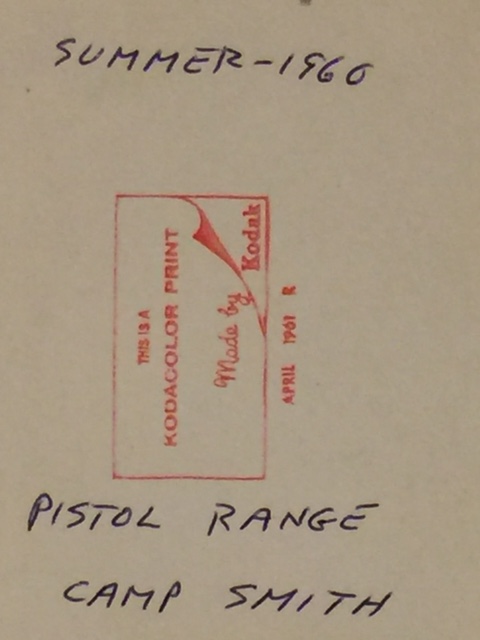 SUMMER-1960
THIS IS A
KODACOLOR PRINT
Made by
Kodak
APRIL 1961 R
PISTOL RANGE
CAMP SMITH